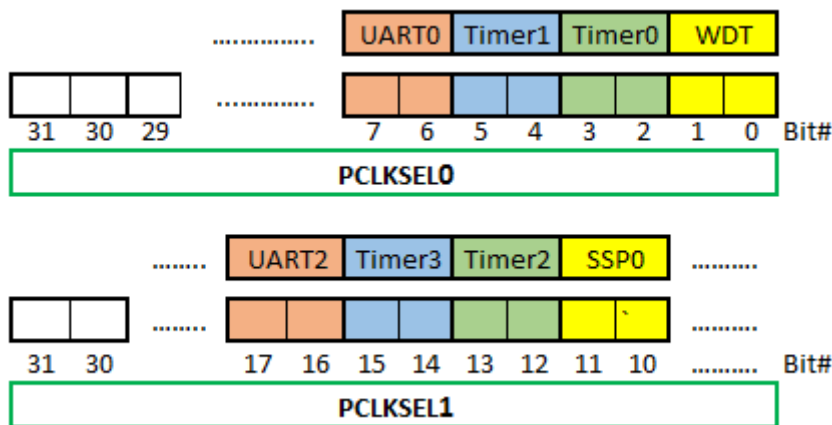 .............. UART0 Timer1 Timer0 WDT
..............
31 30 29 7 6 5 4 3 2 1 0 Bit#
PCLKSEL0
........ UART2 Timer3 Timer2 SSP0 ..........
........ ` ..........
31 30 17 16 15 14 13 12 11 10 .......... Bit#
PCLKSEL1